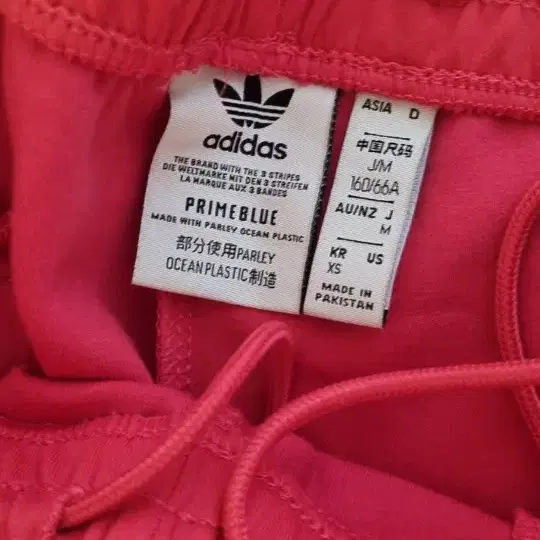 adidas
THE BRAND WITH THE 3 STRIPES
DIE WELTMARKE MIT DEN 3 STREIFEN
LA MARQUE AUX 3 BANDES
PRIMEBLUE
MADE WITH PARLEY OCEAN PLASTIC
部分使用PARLEY
OCEAN PLASTIC制造
ASIA D
中国尺码
J/M
160/66A
AU/NZ J
M
KR US
XS
MADE IN
PAKISTAN